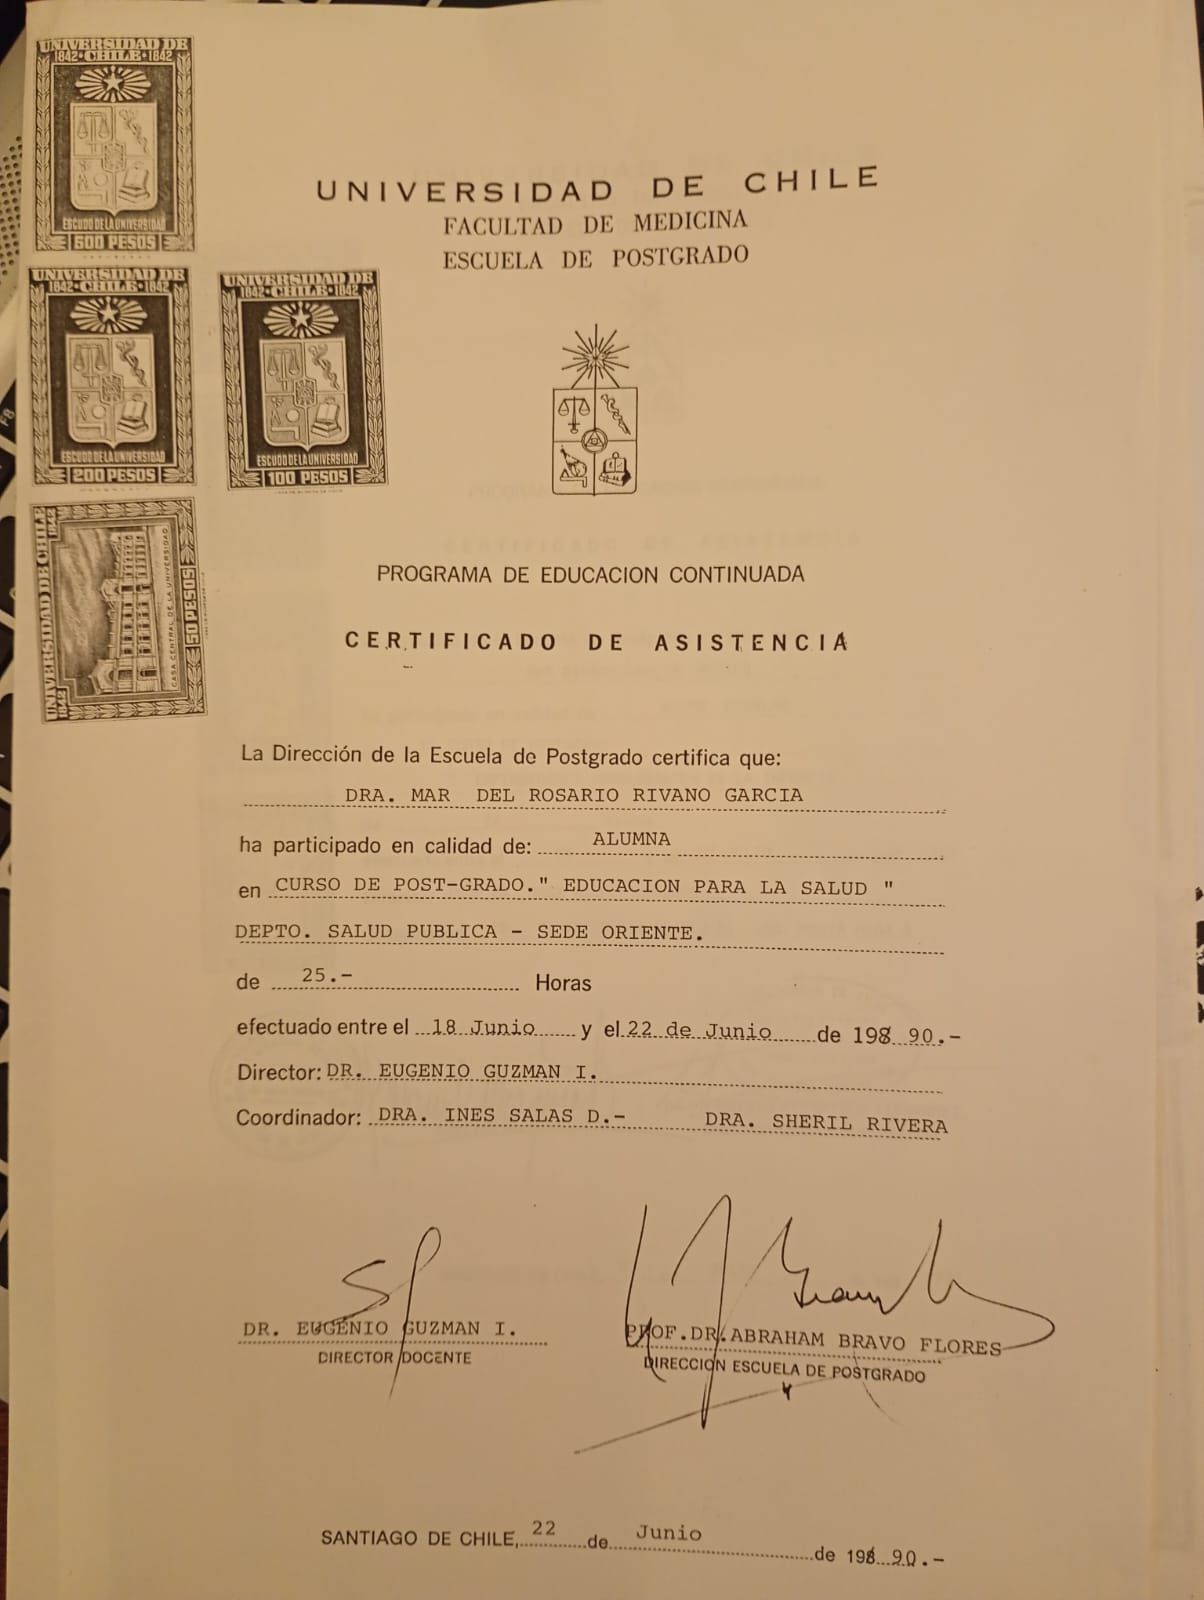 UNIVERSIDAD DE
1842·CHILE·1842
ESCUDO DE LA UNIVERSIDAD
500 PESOS
UNIVERSIDAD DE
1842·CHILE·1842
ESCUDO DE LA UNIVERSIDAD
200 PESOS
UNIVERSIDAD DE
1842·CHILE·1842
ESCUDO DE LA UNIVERSIDAD
100 PESOS
UNIVERSIDAD DE CHILE
1842
1842
CASA CENTRAL DE LA UNIVERSIDAD
50 PESOS
UNIVERSIDAD DE CHILE
FACULTAD DE MEDICINA
ESCUELA DE POSTGRADO
PROGRAMA DE EDUCACION CONTINUADA
CERTIFICADO DE ASISTENCIA
La Dirección de la Escuela de Postgrado certifica que:
DRA. MAR DEL ROSARIO RIVANO GARCIA
ha participado en calidad de: ALUMNA
en CURSO DE POST-GRADO." EDUCACION PARA LA SALUD "
DEPTO. SALUD PUBLICA - SEDE ORIENTE.
de 25.- Horas
efectuado entre el 18 Junio y el 22 de Junio de 198 90.-
Director: DR. EUGENIO GUZMAN I.
Coordinador: DRA. INES SALAS D.- DRA. SHERIL RIVERA
DR. EUGENIO GUZMAN I.
DIRECTOR DOCENTE
PROF.DR.ABRAHAM BRAVO FLORES
DIRECCION ESCUELA DE POSTGRADO
SANTIAGO DE CHILE, 22 de Junio de 198 90.-
F8